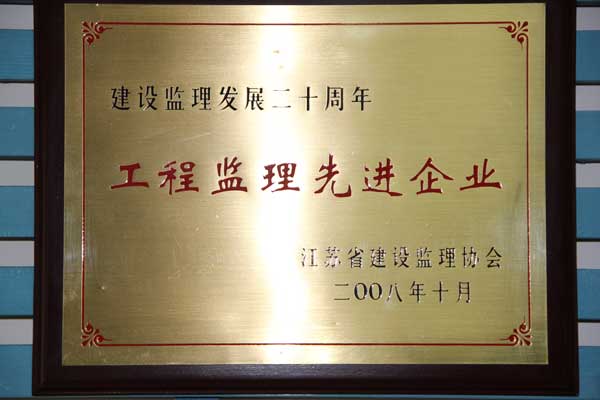 建设监理发展二十周年
工程监理先进企业
江苏省建设监理协会
二00八年十月